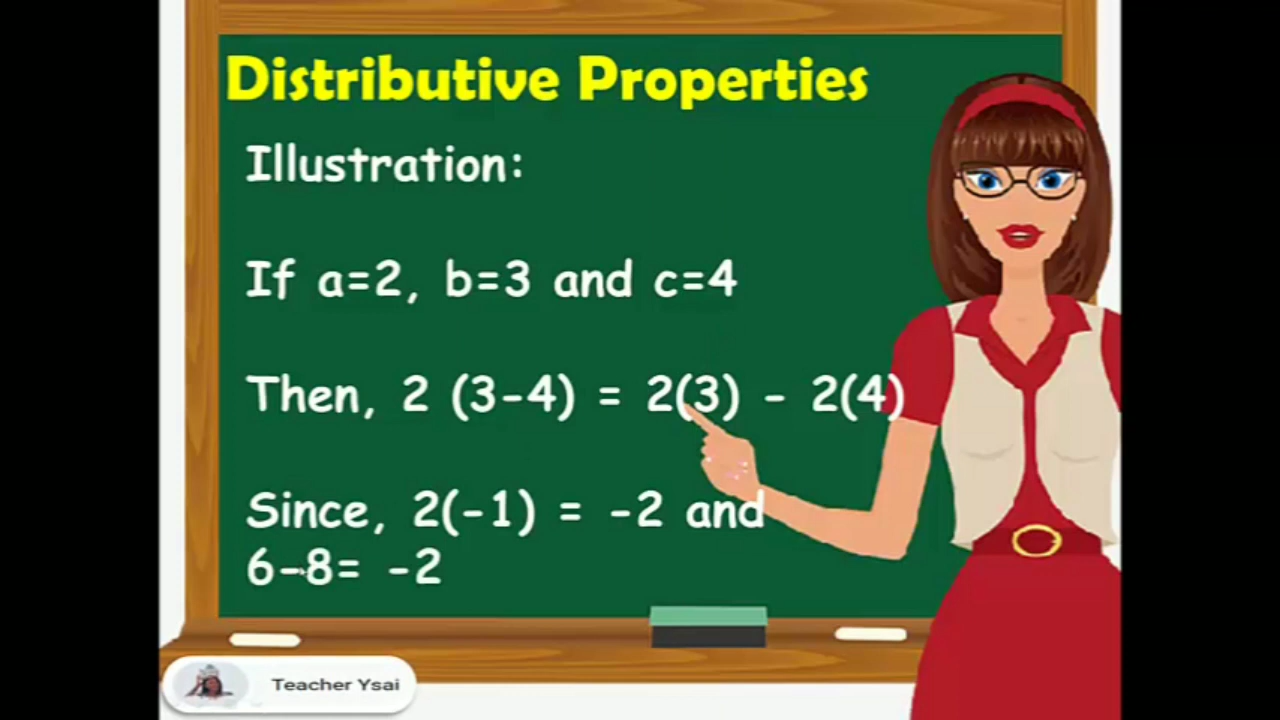 Distributive Properties
Illustration:
If a=2, b=3 and c=4
Then, 2 (3-4) = 2(3) - 2(4)
Since, 2(-1) = -2 and
6-8= -2
Teacher Ysai